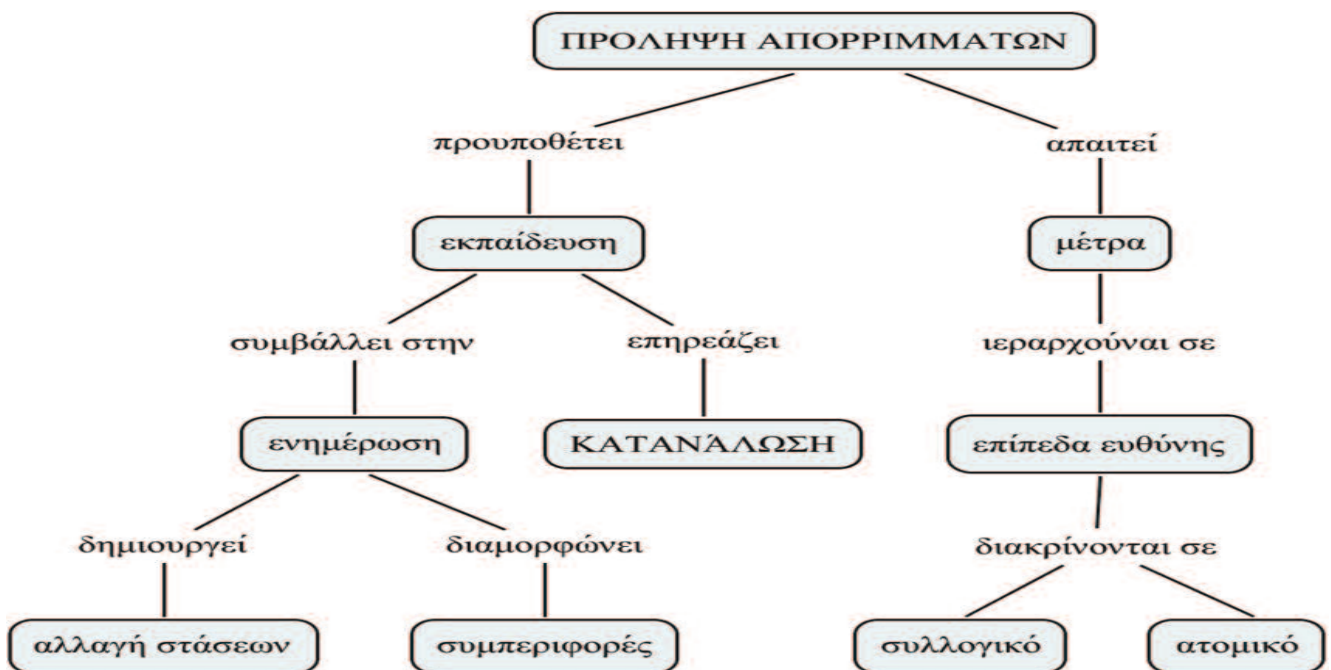 ΠΡΟΛΗΨΗ ΑΠΟΡΡΙΜΜΑΤΩΝ
προυποθέτει
απαιτεί
εκπαίδευση
μέτρα
συμβάλλει στην
επηρεάζει
ιεραρχούναι σε
ενημέρωση
ΚΑΤΑΝΆΛΩΣΗ
επίπεδα ευθύνης
δημιουργεί
διαμορφώνει
διακρίνονται σε
αλλαγή στάσεων
συμπεριφορές
συλλογικό
ατομικό